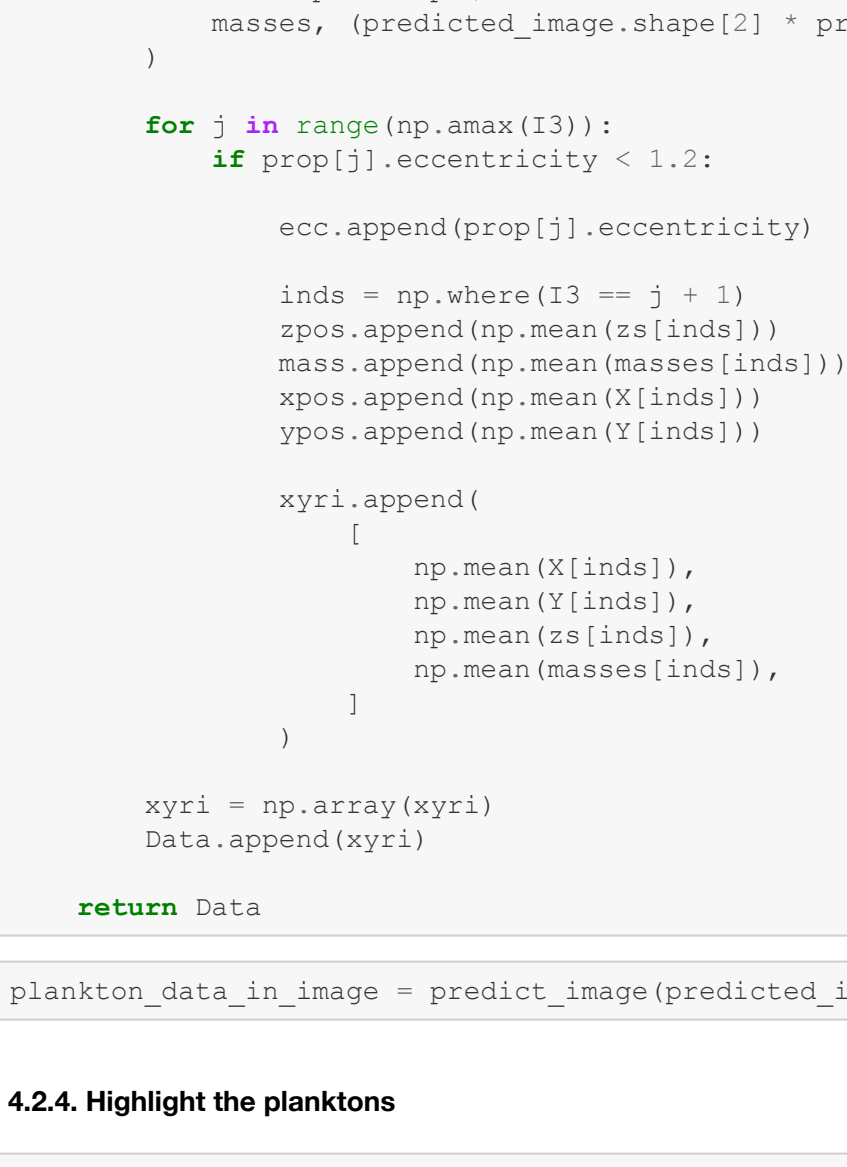 masses, (predicted_image.shape[2] * pr
)
for j in range(np.amax(I3)):
if prop[j].eccentricity < 1.2:
ecc.append(prop[j].eccentricity)
inds = np.where(I3 == j + 1)
zpos.append(np.mean(zs[inds]))
mass.append(np.mean(masses[inds]))
xpos.append(np.mean(X[inds]))
ypos.append(np.mean(Y[inds]))
xyri.append(
[
np.mean(X[inds]),
np.mean(Y[inds]),
np.mean(zs[inds]),
np.mean(masses[inds]),
]
)
xyri = np.array(xyri)
Data.append(xyri)
return Data
plankton_data_in_image = predict_image(predicted_i
4.2.4. Highlight the planktons